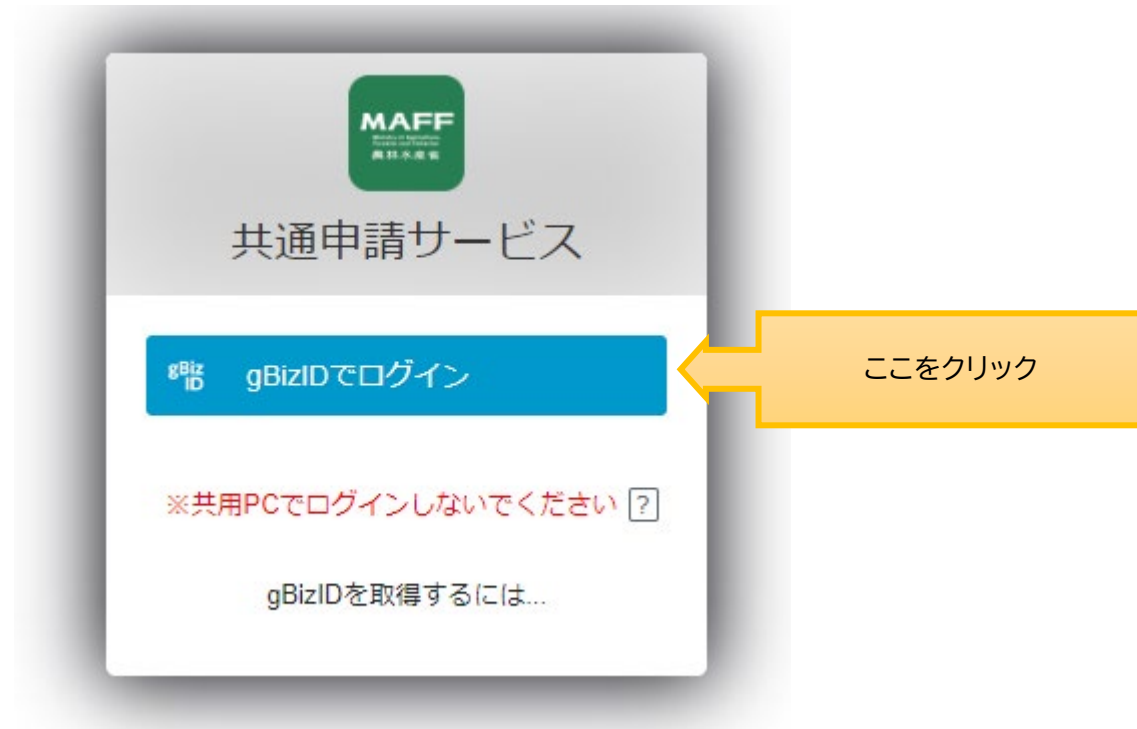 MAFF
農林水産省
共通申請サービス
gBiz
ID
gBizIDでログイン
ここをクリック
※共用PCでログインしないでください ?
gBizIDを取得するには...